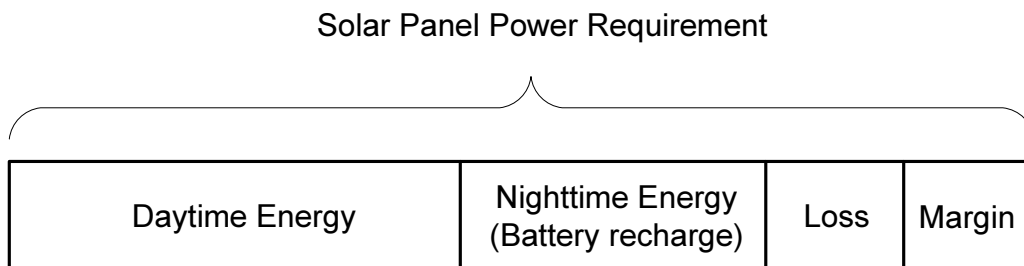 Solar Panel Power Requirement
Daytime Energy
Nighttime Energy
(Battery recharge)
Loss
Margin